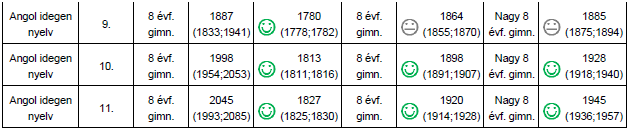 Angol idegen nyelv 9. 8 évf. gimn. 1887 (1833;1941) 1780 (1778;1782) 8 évf. gimn. 1864 (1855;1870) Nagy 8 évf. gimn. 1885 (1875;1894)
Angol idegen nyelv 10. 8 évf. gimn. 1998 (1954;2053) 1813 (1811;1816) 8 évf. gimn. 1898 (1891;1907) Nagy 8 évf. gimn. 1928 (1918;1940)
Angol idegen nyelv 11. 8 évf. gimn. 2045 (1993;2085) 1827 (1825;1830) 8 évf. gimn. 1920 (1914;1928) Nagy 8 évf. gimn. 1945 (1936;1957)